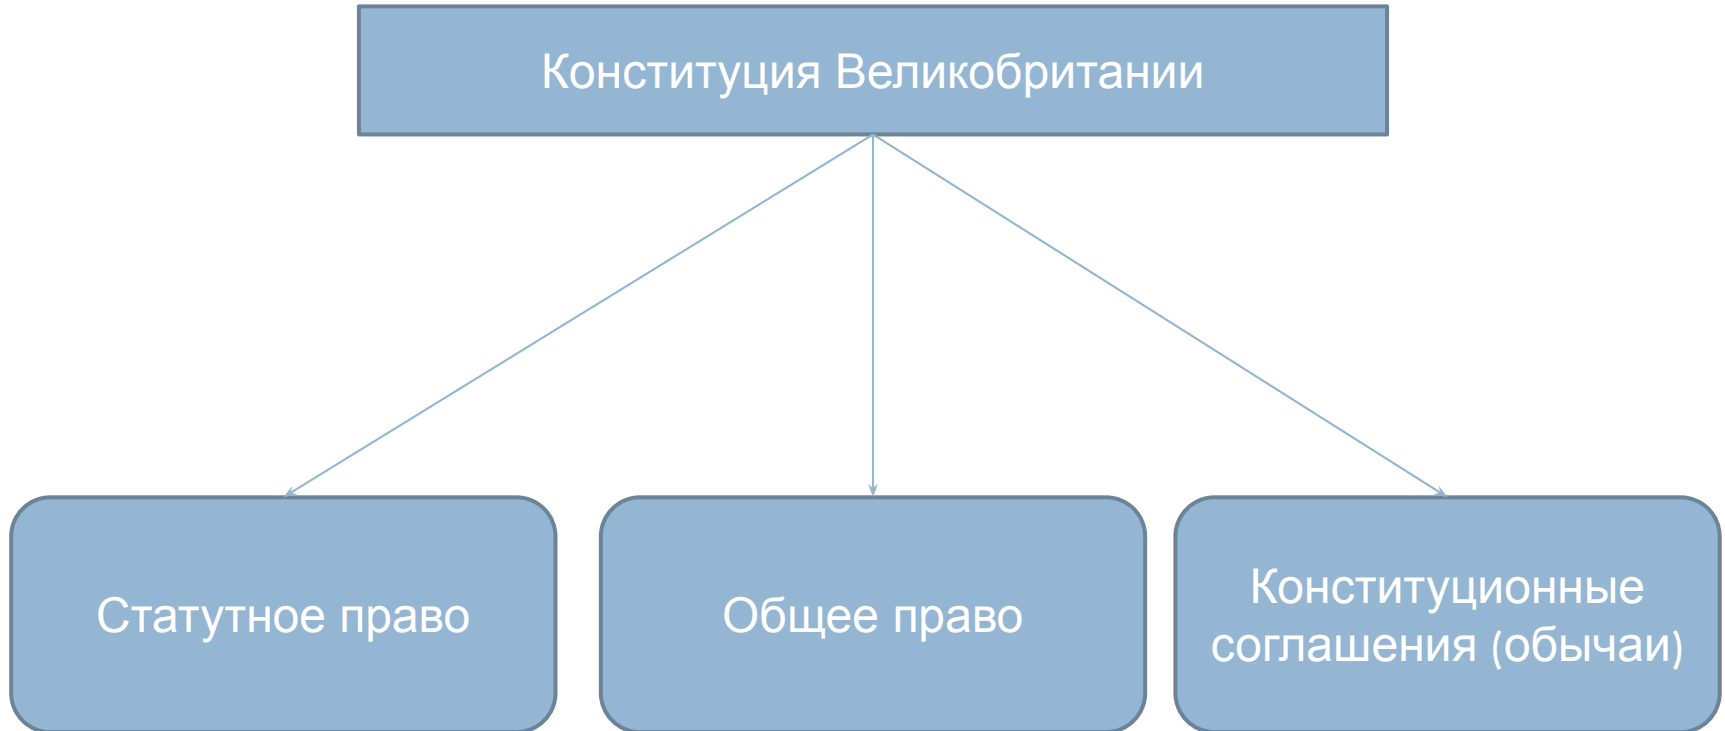 Конституция Великобритании
Статутное право
Общее право
Конституционные
соглашения (обычаи)